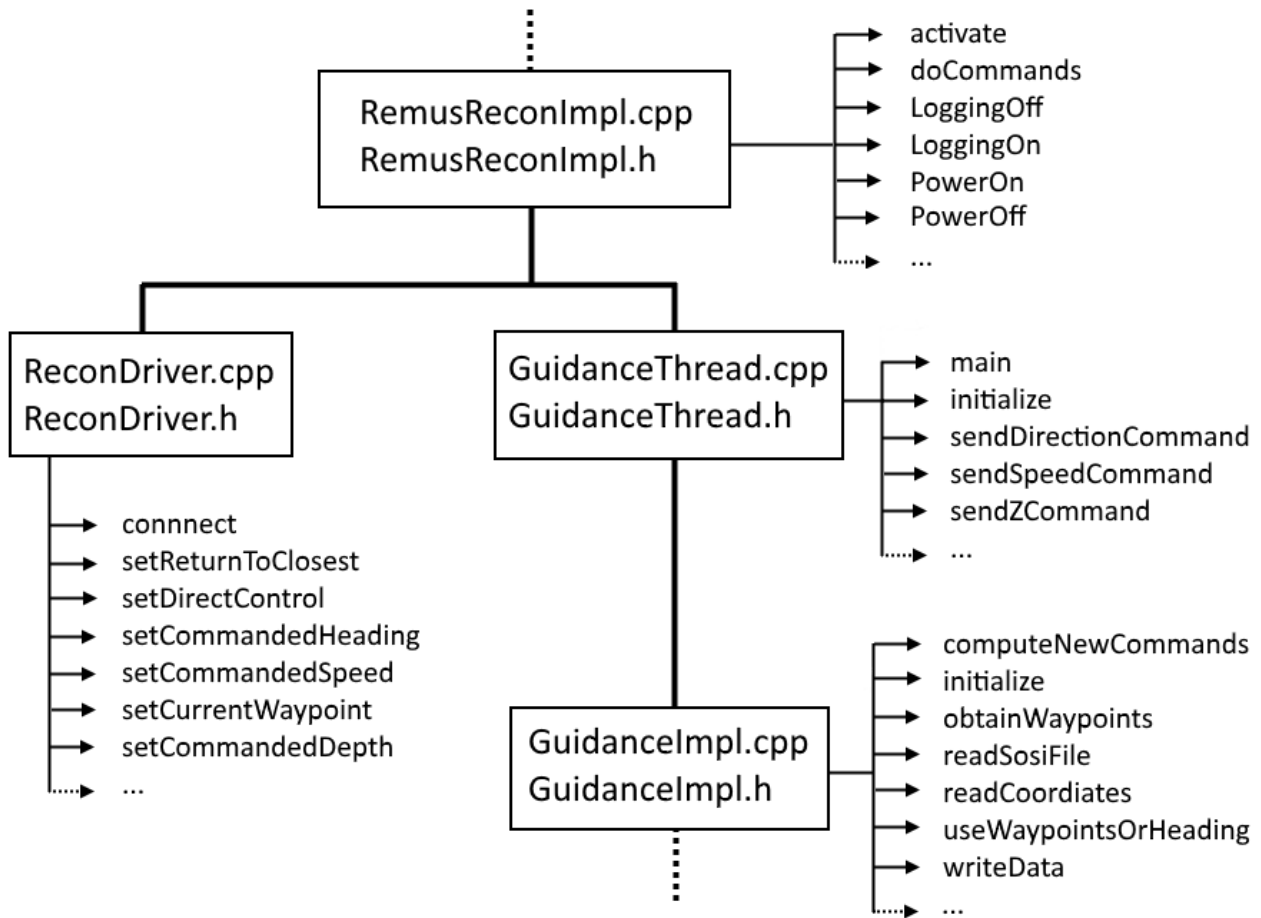 RemusReconImpl.cpp
RemusReconImpl.h
activate
doCommands
LoggingOff
LoggingOn
PowerOn
PowerOff
...
ReconDriver.cpp
ReconDriver.h
connnect
setReturnToClosest
setDirectControl
setCommandedHeading
setCommandedSpeed
setCurrentWaypoint
setCommandedDepth
...
GuidanceThread.cpp
GuidanceThread.h
main
initialize
sendDirectionCommand
sendSpeedCommand
sendZCommand
...
GuidanceImpl.cpp
GuidanceImpl.h
computeNewCommands
initialize
obtainWaypoints
readSosiFile
readCoordiates
useWaypointsOrHeading
writeData
...